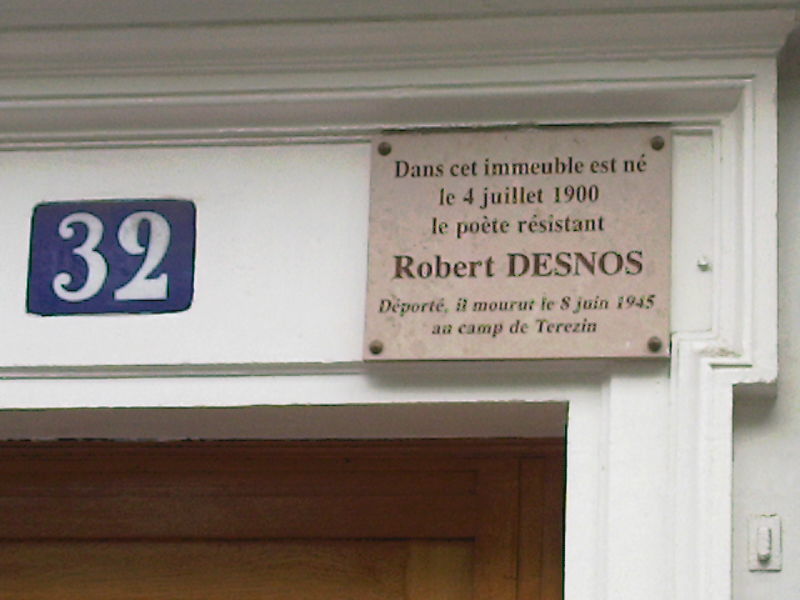 32
Dans cet immeuble est né
le 4 juillet 1900
le poète résistant
Robert DESNOS
Déporté, il mourut le 8 juin 1945
au camp de Terezin